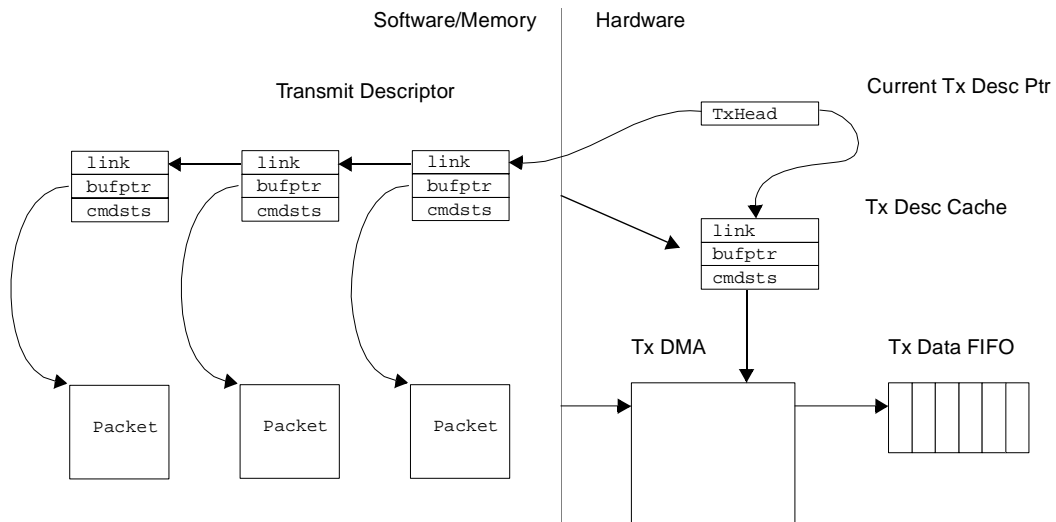 Software/Memory
Hardware
Transmit Descriptor
Current Tx Desc Ptr
TxHead
link
bufptr
cmdsts
link
bufptr
cmdsts
link
bufptr
cmdsts
Tx Desc Cache
link
bufptr
cmdsts
Tx DMA
Tx Data FIFO
Packet
Packet
Packet